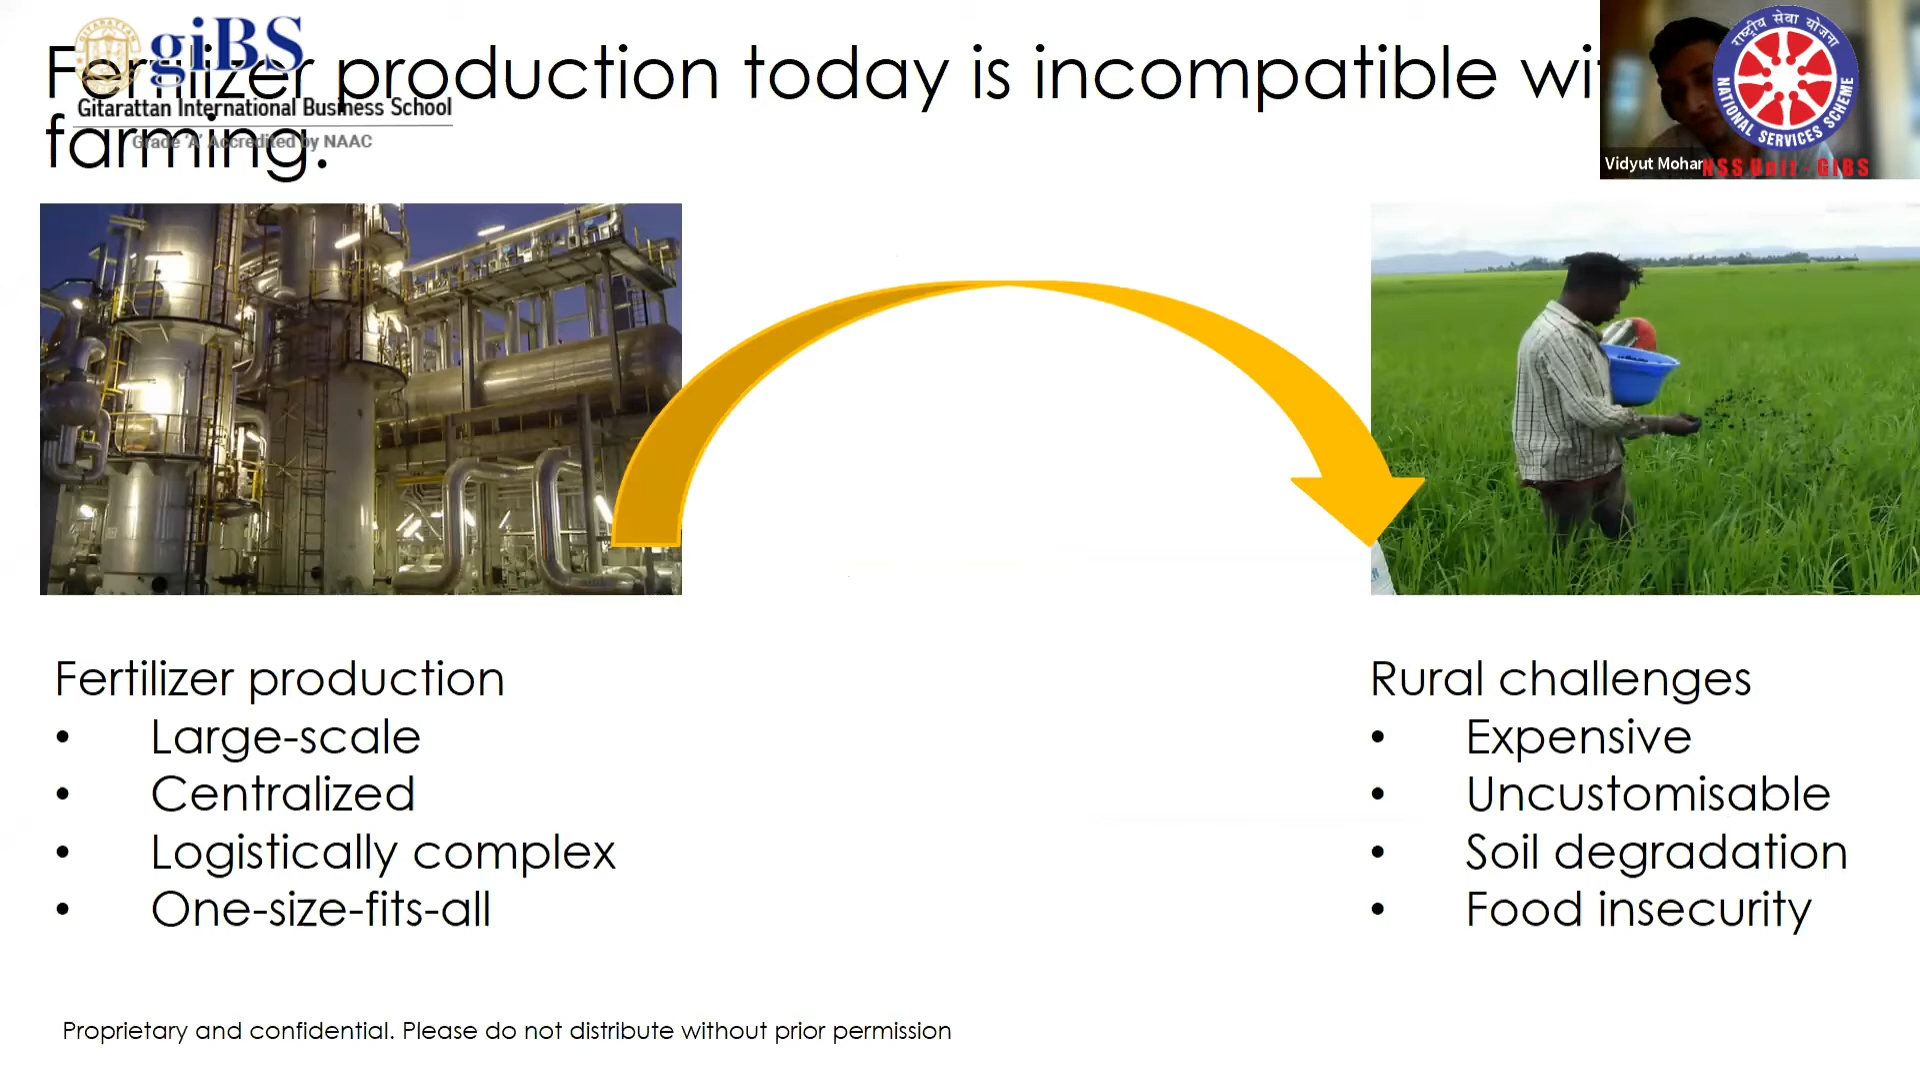 giBS
Gitarattan International Business School
Grade 'A' Accredited by NAAC
Fertilizer production today is incompatible
farming.
Vidyut Mohan
राष्ट्रीय सेवा योजना
NATIONAL SERVICES SCHEME
NSS Unit - GIBS
Fertilizer production
• Large-scale
• Centralized
• Logistically complex
• One-size-fits-all
Rural challenges
• Expensive
• Uncustomisable
• Soil degradation
• Food insecurity
Proprietary and confidential. Please do not distribute without prior permission